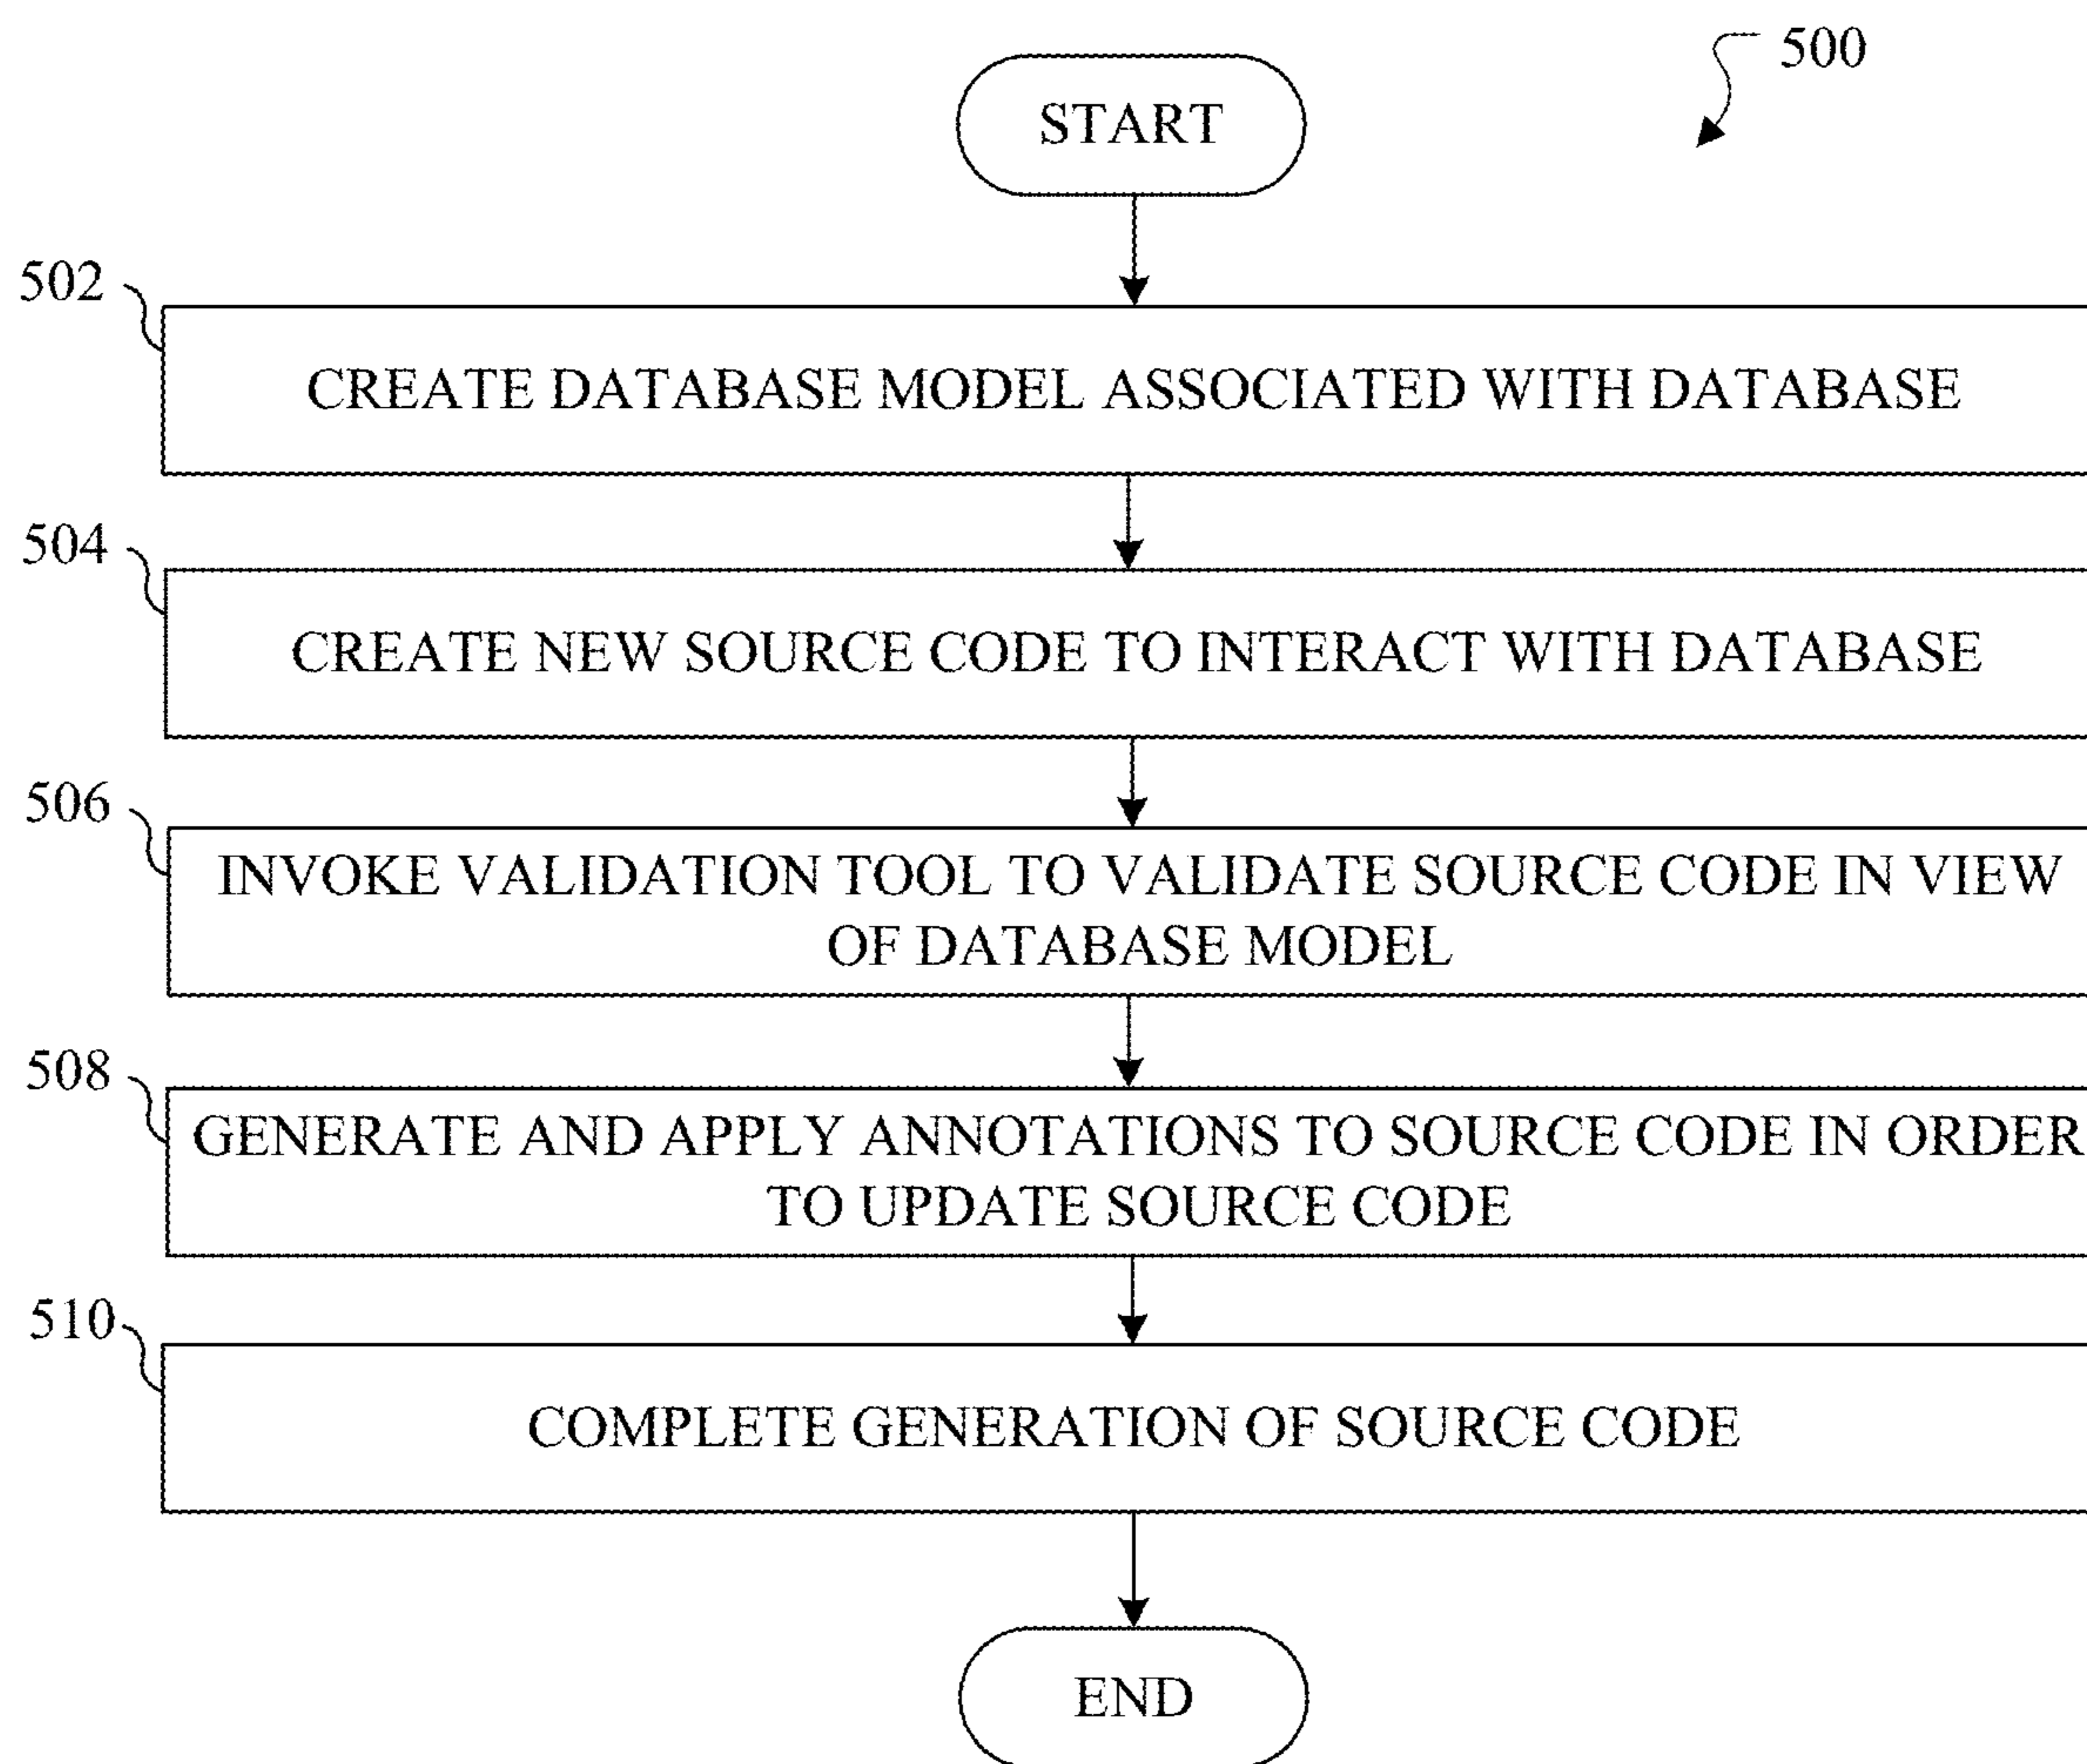 500
START
502
CREATE DATABASE MODEL ASSOCIATED WITH DATABASE
504
CREATE NEW SOURCE CODE TO INTERACT WITH DATABASE
506
INVOKE VALIDATION TOOL TO VALIDATE SOURCE CODE IN VIEW
OF DATABASE MODEL
508
GENERATE AND APPLY ANNOTATIONS TO SOURCE CODE IN ORDER
TO UPDATE SOURCE CODE
510
COMPLETE GENERATION OF SOURCE CODE
END